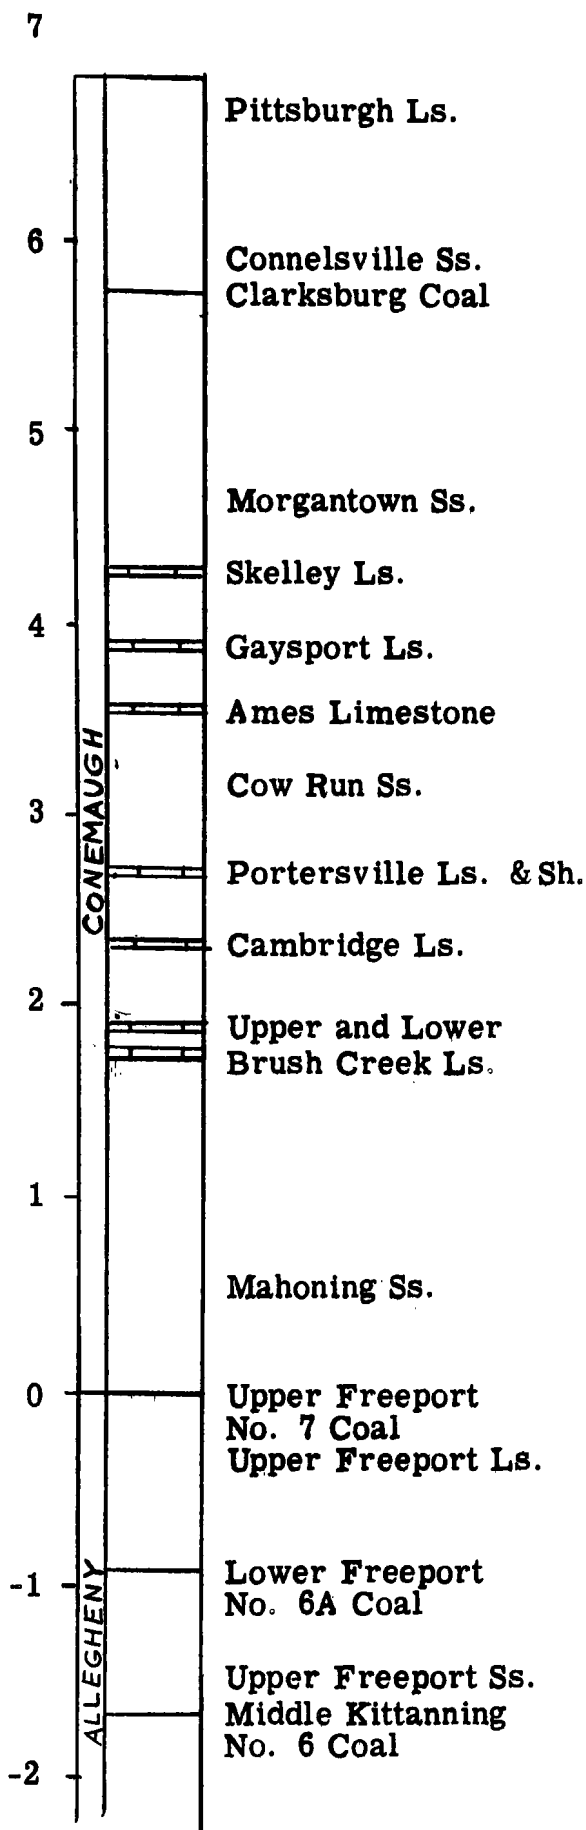 7
Pittsburgh Ls.
6
Connelsville Ss.
Clarksburg Coal
5
Morgantown Ss.
Skelley Ls.
4
Gaysport Ls.
Ames Limestone
CONEMAUGH
Cow Run Ss.
3
Portersville Ls. & Sh.
Cambridge Ls.
2
Upper and Lower
Brush Creek Ls.
1
Mahoning Ss.
0
Upper Freeport
No. 7 Coal
Upper Freeport Ls.
Lower Freeport
-1
No. 6A Coal
ALLEGHENY
Upper Freeport Ss.
Middle Kittanning
No. 6 Coal
-2